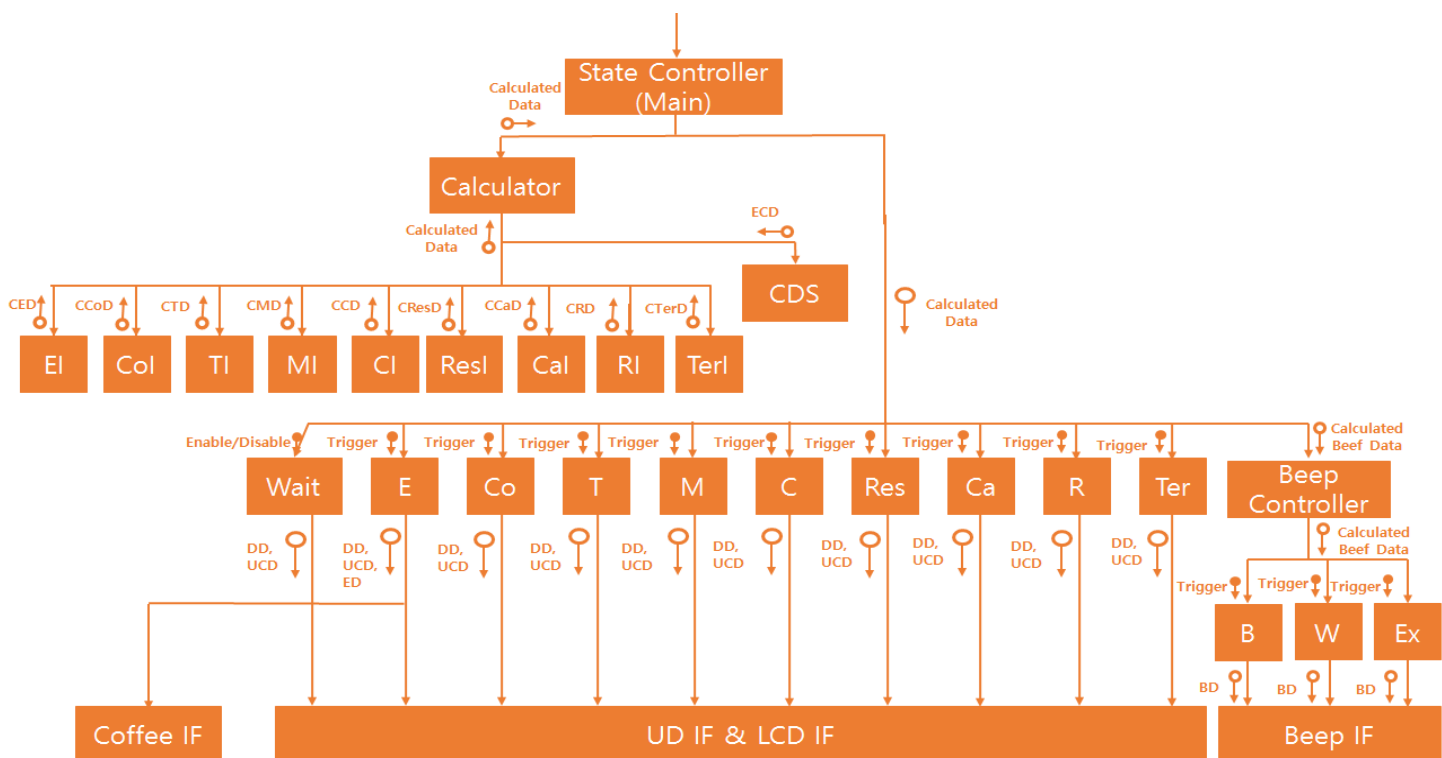 State Controller
(Main)
Calculated
Data
Calculator
ECD
Calculated
Data
CDS
Calculated
Data
CED
CCoD
CTD
CMD
CCD
CResD
CCaD
CRD
CTerD
EI
CoI
TI
MI
CI
ResI
CaI
RI
TerI
Enable/Disable
Trigger
Trigger
Trigger
Trigger
Trigger
Trigger
Trigger
Trigger
Trigger
Calculated
Beef Data
Wait
E
Co
T
M
C
Res
Ca
R
Ter
Beep
Controller
DD,
UCD
DD,
UCD,
ED
DD,
UCD
DD,
UCD
DD,
UCD
DD,
UCD
DD,
UCD
DD,
UCD
DD,
UCD
DD,
UCD
Calculated
Beef Data
Trigger
Trigger
Trigger
B
W
Ex
BD
BD
BD
Coffee IF
UD IF & LCD IF
Beep IF